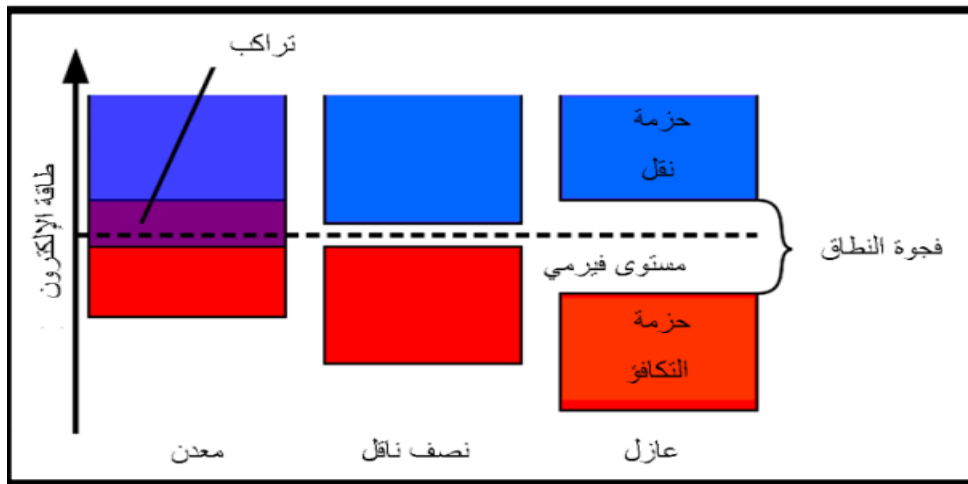 تراكب
حزمة
نقل
طاقة الإلكترون
فجوة النطاق
مستوى فيرمي
حزمة
التكافؤ
معدن
نصف ناقل
عازل